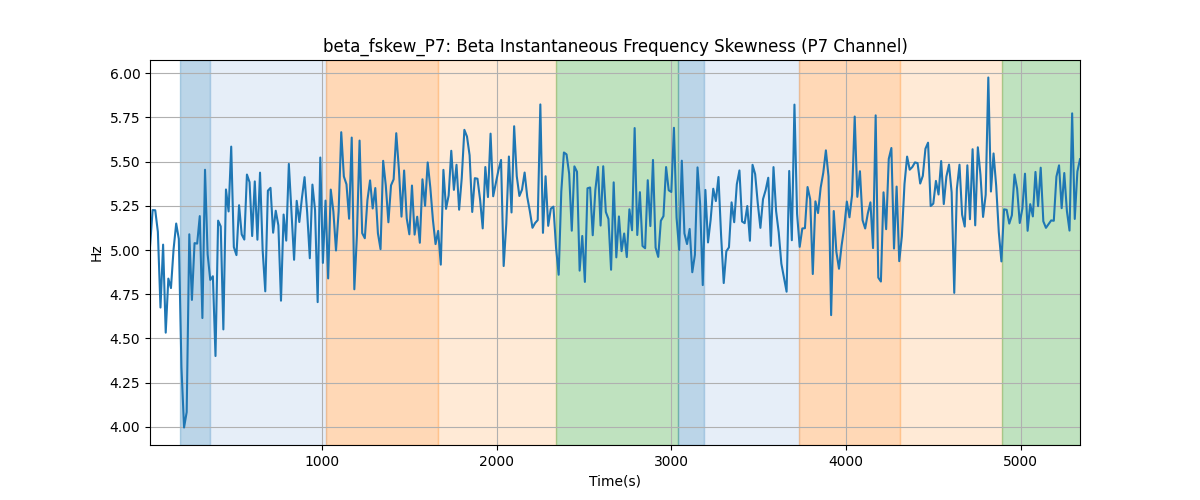 beta_fskew_P7: Beta Instantaneous Frequency Skewness (P7 Channel)
6.00
5.75
5.50
5.25
5.00
4.75
4.50
4.25
4.00
Hz
1000 2000 3000 4000 5000
Time(s)